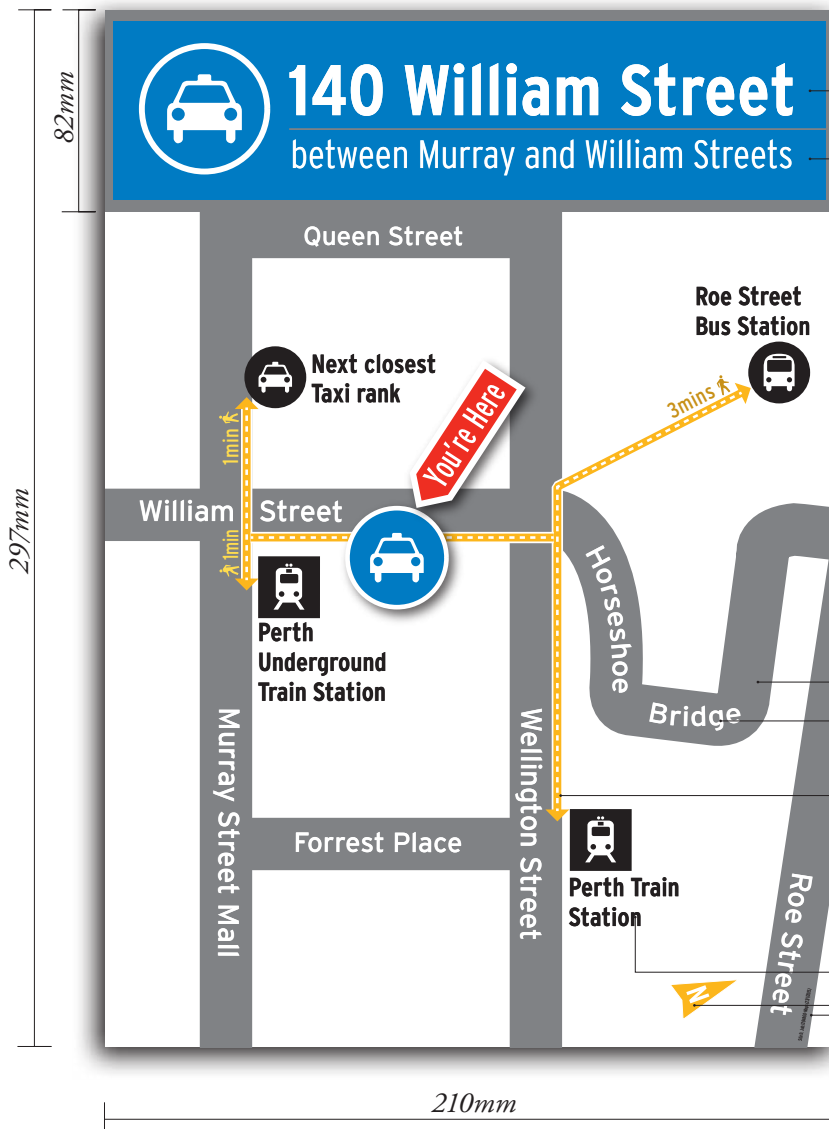 82mm
297mm
140 William Street
between Murray and William Streets
Queen Street
Roe Street
Bus Station
Next closest
Taxi rank
You're Here
3mins
1min
William Street
1min
Perth
Underground
Train Station
Horseshoe
Bridge
Murray Street Mall
Wellington Street
Forrest Place
Perth Train
Station
Roe Street
N
210mm